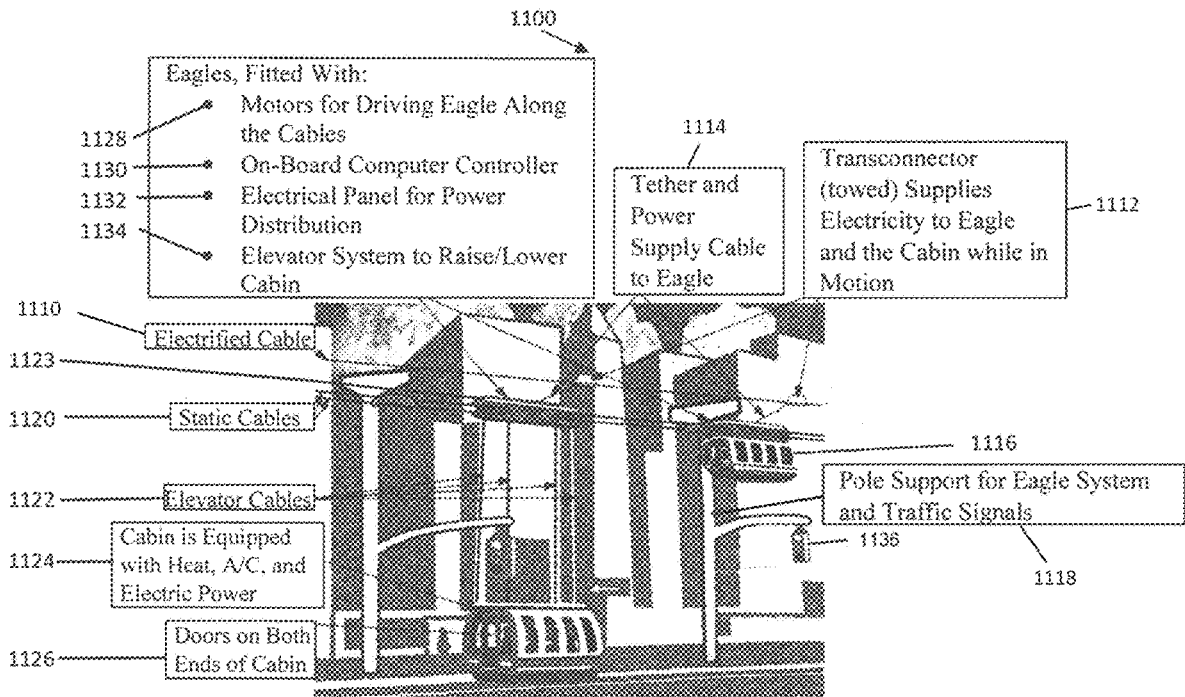 1100
Eagles, Fitted With:
1128
• Motors for Driving Eagle Along
the Cables
1130
• On-Board Computer Controller
1132
• Electrical Panel for Power
Distribution
1134
• Elevator System to Raise/Lower
Cabin
1114
Tether and
Power
Supply Cable
to Eagle
Transconnector
(towed) Supplies
Electricity to Eagle
and the Cabin while in
Motion
1112
1110
Electrified Cable
1123
1120
Static Cables
1116
1122
Elevator Cables
Pole Support for Eagle System
and Traffic Signals
1136
1118
1124
Cabin is Equipped
with Heat, A/C, and
Electric Power
1126
Doors on Both
Ends of Cabin